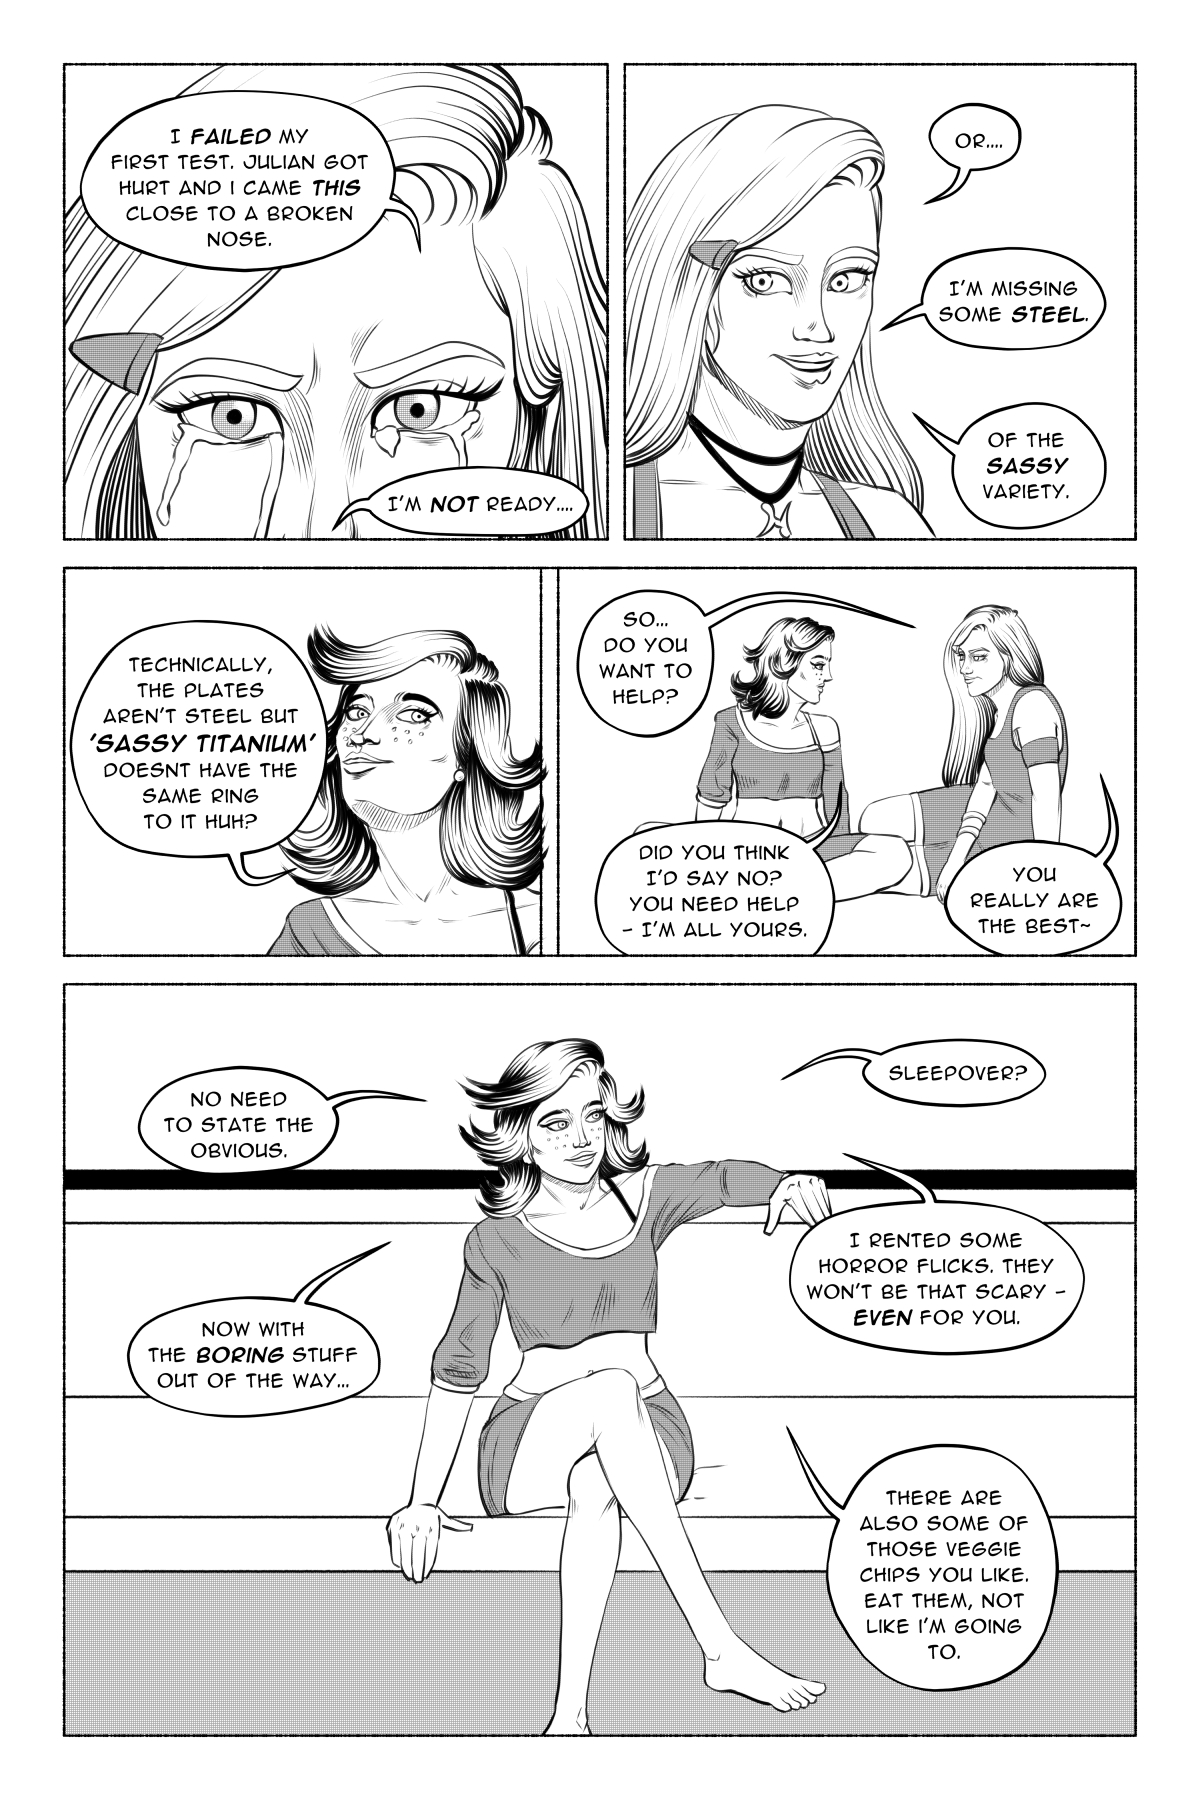 I FAILED MY
FIRST TEST. JULIAN GOT
HURT AND I CAME THIS
CLOSE TO A BROKEN
NOSE.
I'M NOT READY....
OR....
I'M MISSING
SOME STEEL.
OF THE
SASSY
VARIETY.
TECHNICALLY,
THE PLATES
AREN'T STEEL BUT
'SASSY TITANIUM'
DOESNT HAVE THE
SAME RING
TO IT HUH?
SO...
DO YOU
WANT TO
HELP?
DID YOU THINK
I'D SAY NO?
YOU NEED HELP
- I'M ALL YOURS.
YOU
REALLY ARE
THE BEST~
NO NEED
TO STATE THE
OBVIOUS.
SLEEPOVER?
I RENTED SOME
HORROR FLICKS. THEY
WON'T BE THAT SCARY -
EVEN FOR YOU.
NOW WITH
THE BORING STUFF
OUT OF THE WAY...
THERE ARE
ALSO SOME OF
THOSE VEGGIE
CHIPS YOU LIKE.
EAT THEM, NOT
LIKE I'M GOING
TO.